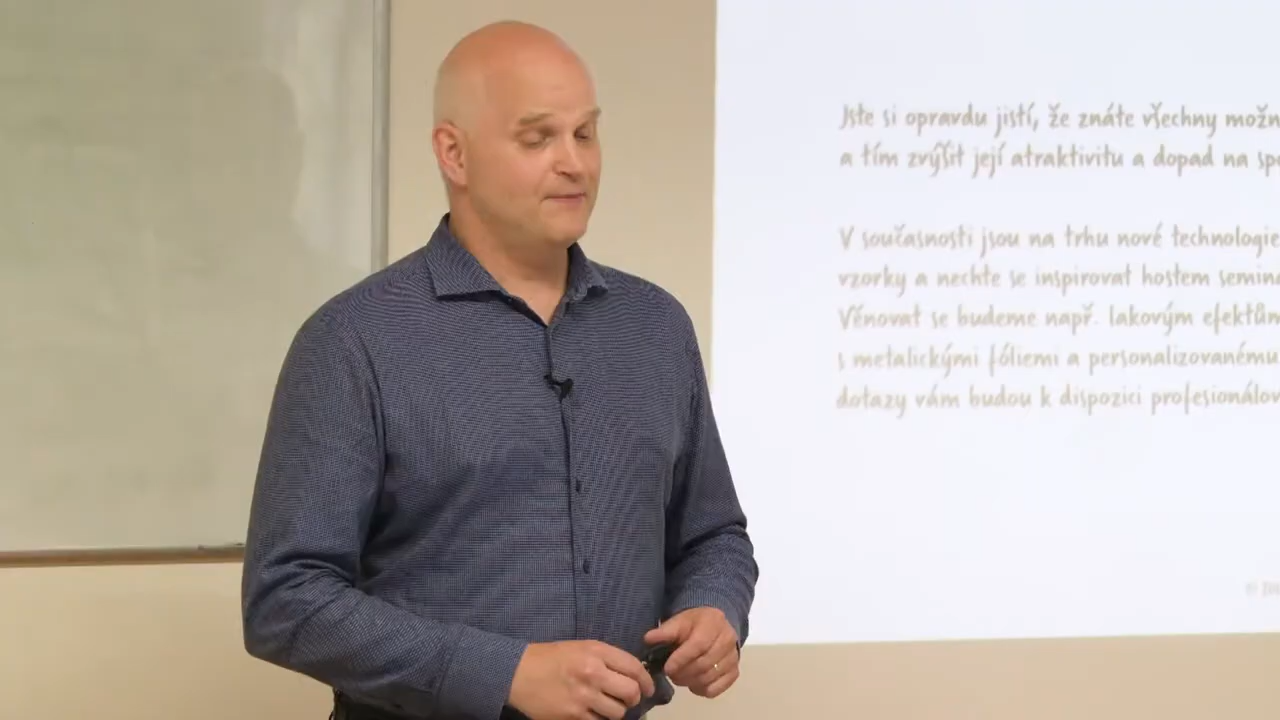 Jste si opravdu jistí, že znáte všechny možn
a tím zvýšit její atraktivitu a dopad na sp
V současnosti jsou na trhu nové technologie
vzorky a nechte se inspirovat hostem semin
Věnovat se budeme např. lakovým efektům
s metalickými fóliemi a personalizovanému
dotazy vám budou k dispozici profesionálov